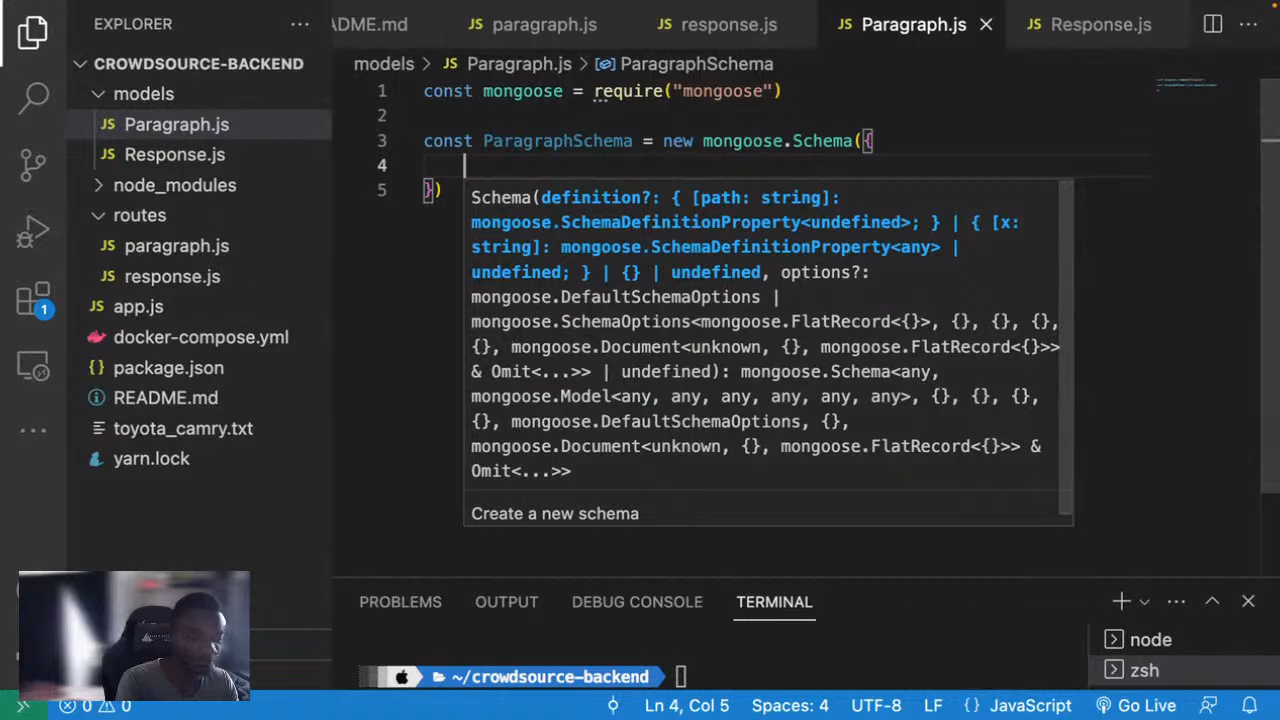 EXPLORER
CROWDSOURCE-BACKEND
models
JS Paragraph.js
JS Response.js
node_modules
routes
JS paragraph.js
JS response.js
app.js
docker-compose.yml
package.json
README.md
toyota_camry.txt
yarn.lock
1
DME.md
JS paragraph.js
JS response.js
JS Paragraph.js
JS Response.js
models > JS Paragraph.js > ParagraphSchema
1 const mongoose = require("mongoose")
2
3 const ParagraphSchema = new mongoose.Schema({
4
5 })
Schema(definition?: { [path: string]:
mongoose.SchemaDefinitionProperty<undefined>; } | { [x:
string]: mongoose.SchemaDefinitionProperty<any> |
undefined; } | {} | undefined, options?:
mongoose.DefaultSchemaOptions |
mongoose.SchemaOptions<mongoose.FlatRecord<{}>, {}, {}, {},
{}, mongoose.Document<unknown, {}, mongoose.FlatRecord<{}>>
& Omit<...>> | undefined): mongoose.Schema<any,
mongoose.Model<any, any, any, any, any, any>, {}, {}, {},
{}, mongoose.DefaultSchemaOptions, {},
mongoose.Document<unknown, {}, mongoose.FlatRecord<{}>> &
Omit<...>>
Create a new schema
PROBLEMS OUTPUT DEBUG CONSOLE TERMINAL
~/crowdsource-backend
node
zsh
0 0
Ln 4, Col 5 Spaces: 4 UTF-8 LF {} JavaScript Go Live